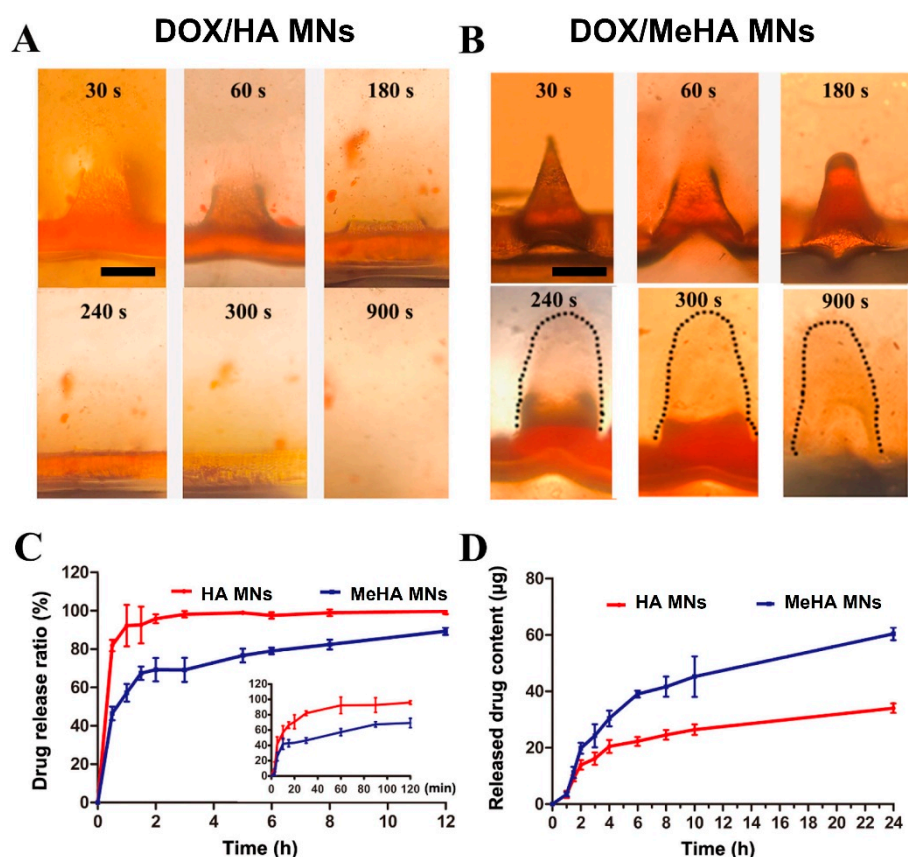 A DOX/HA MNs
30 s 60 s 180 s
240 s 300 s 900 s
B DOX/MeHA MNs
30 s 60 s 180 s
240 s 300 s 900 s
C
HA MNs MeHA MNs
Drug release ratio (%)
120
100
80
60
40
20
0
120
100
80
60
40
20
0
0 20 40 60 80 100 120 (min)
0 2 4 6 8 10 12
Time (h)
D
HA MNs MeHA MNs
Released drug content (μg)
80
60
40
20
0
0 2 4 6 8 10 12 14 16 18 20 22 24
Time (h)